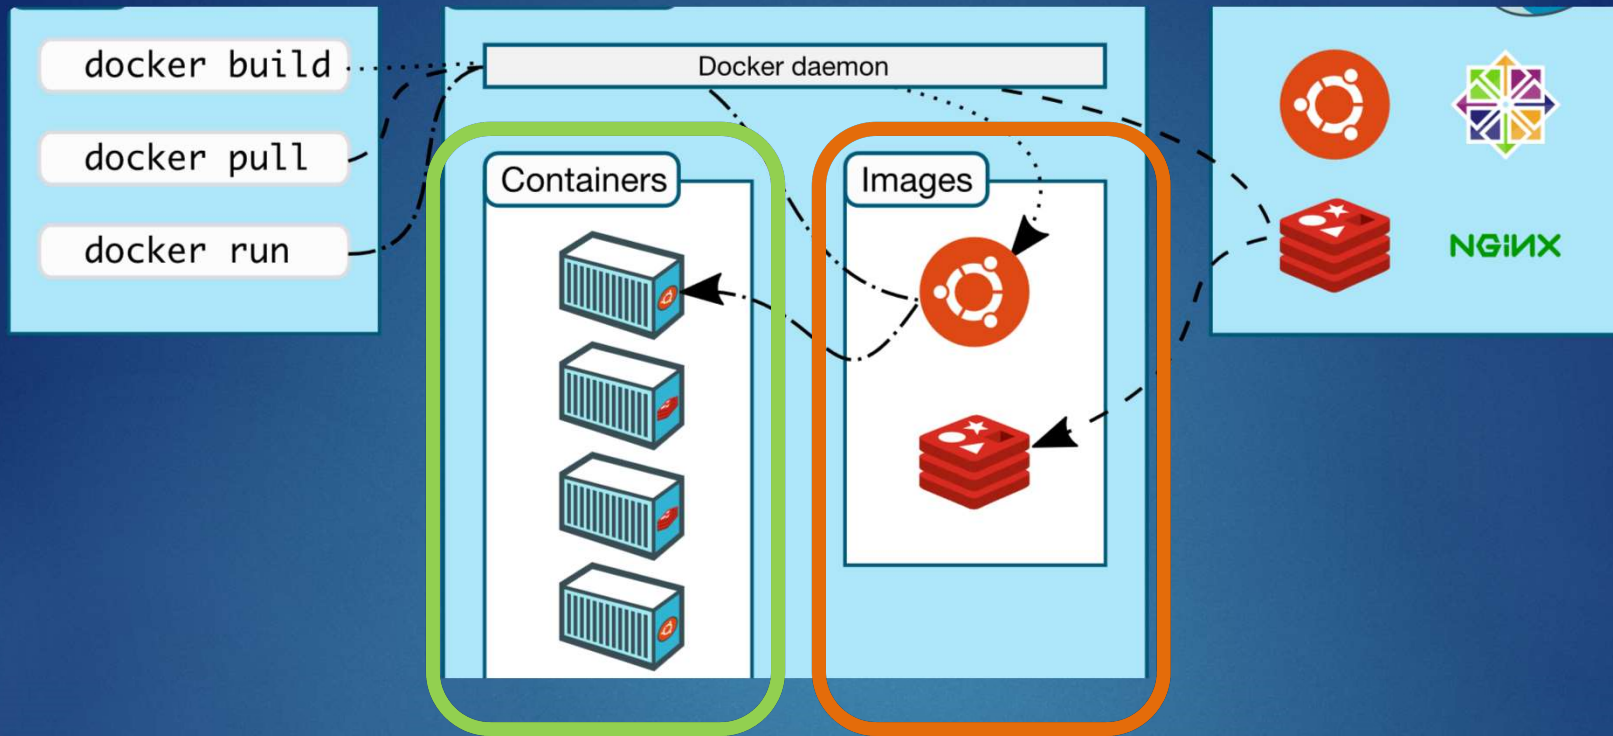 docker build
docker pull
docker run
Docker daemon
Containers
Images
NGiNX